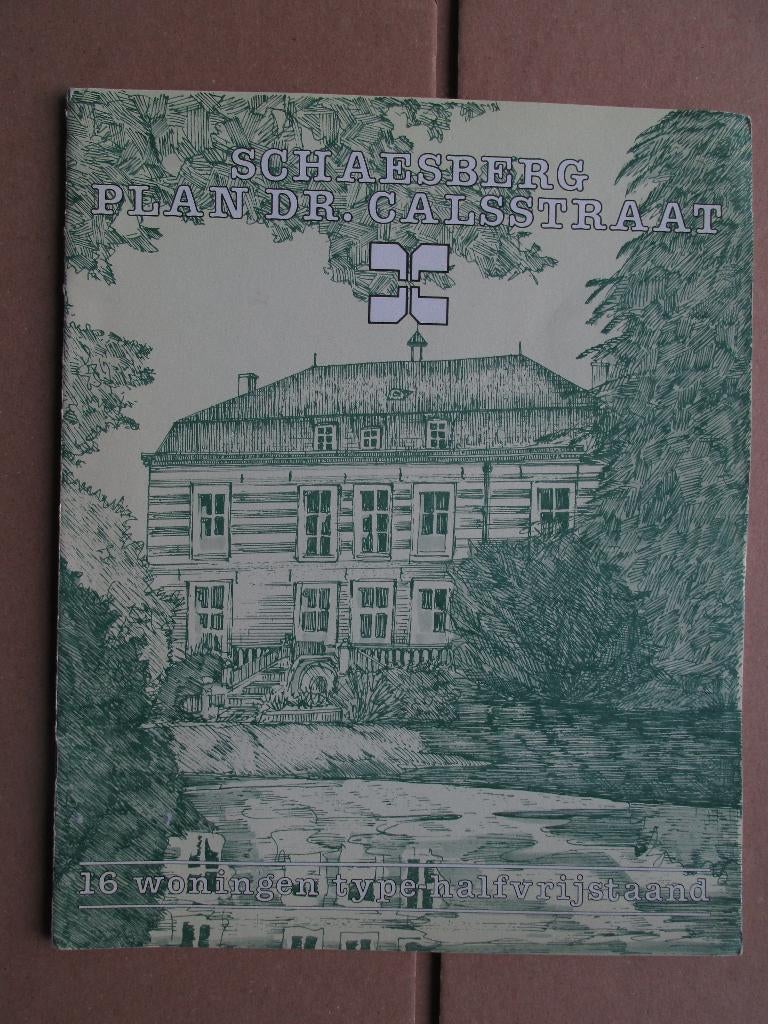 SCHAESBERG
PLAN DR. CALSSTRAAT
16 woningen type-halfvrijstaand